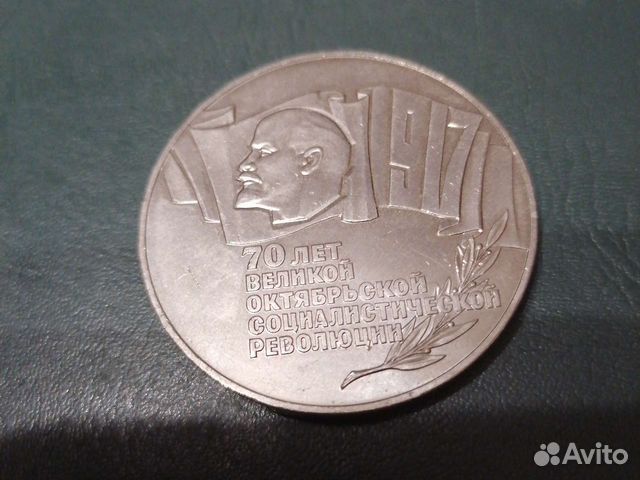 1917
70 ЛЕТ
ВЕЛИКОЙ
ОКТЯБРЬСКОЙ
СОЦИАЛИСТИЧЕСКОЙ
РЕВОЛЮЦИИ
Avito